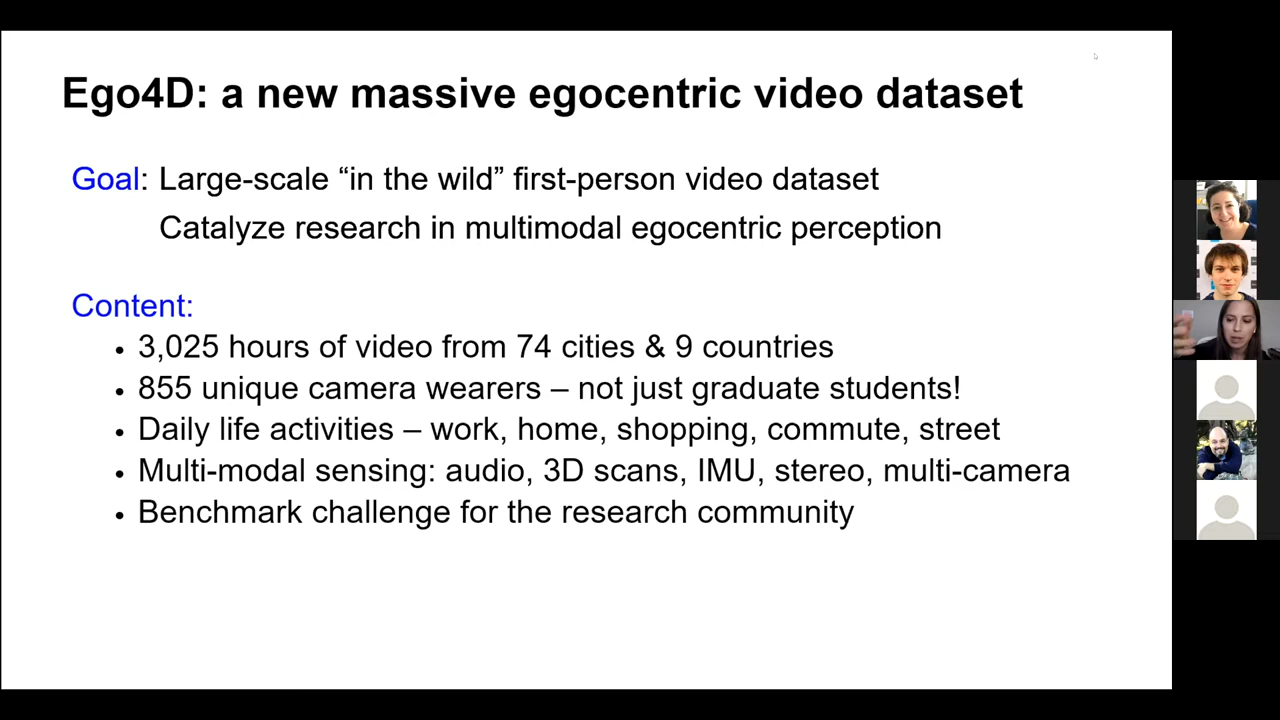 Ego4D: a new massive egocentric video dataset
Goal: Large-scale “in the wild” first-person video dataset
Catalyze research in multimodal egocentric perception
Content:
• 3,025 hours of video from 74 cities & 9 countries
• 855 unique camera wearers – not just graduate students!
• Daily life activities – work, home, shopping, commute, street
• Multi-modal sensing: audio, 3D scans, IMU, stereo, multi-camera
• Benchmark challenge for the research community